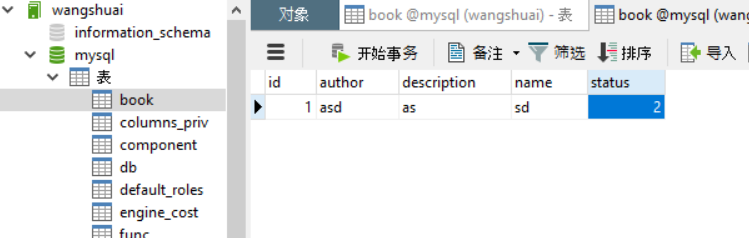 wangshuai
information_schema
mysql
表
book
columns_priv
component
db
default_roles
engine_cost
func
对象
book @mysql (wangshuai) - 表
book @mysql (wang
开始事务 备注 筛选 排序 导入
id author description name status
1 asd as sd 2